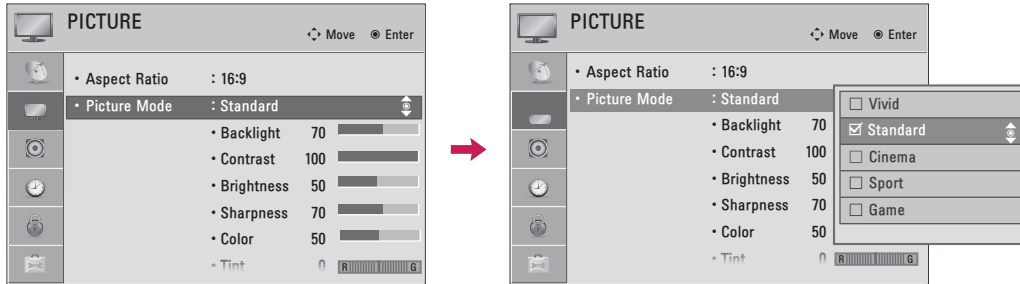 PICTURE
Move Enter
• Aspect Ratio : 16:9
• Picture Mode : Standard
• Backlight 70
• Contrast 100
• Brightness 50
• Sharpness 70
• Color 50
• Tint 0 R G
PICTURE
Move Enter
• Aspect Ratio : 16:9
• Picture Mode : Standard
• Backlight 70
• Contrast 100
• Brightness 50
• Sharpness 70
• Color 50
• Tint 0 R G
Vivid
Standard
Cinema
Sport
Game